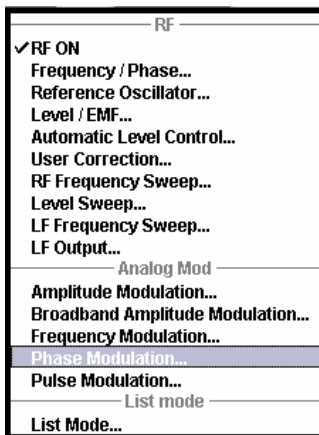 RF
RF ON
Frequency / Phase...
Reference Oscillator...
Level / EMF...
Automatic Level Control...
User Correction...
RF Frequency Sweep...
Level Sweep...
LF Frequency Sweep...
LF Output...
Analog Mod
Amplitude Modulation...
Broadband Amplitude Modulation...
Frequency Modulation...
Phase Modulation...
Pulse Modulation...
List mode
List Mode...